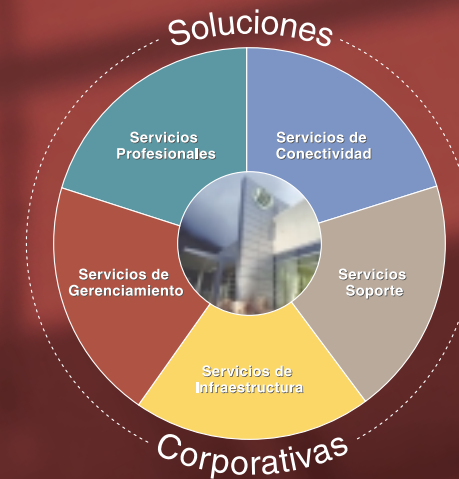 Soluciones
Servicios
Profesionales
Servicios de
Conectividad
Servicios de
Gerenciamiento
Servicios
Soporte
Servicios de
Infraestructura
Corporativas